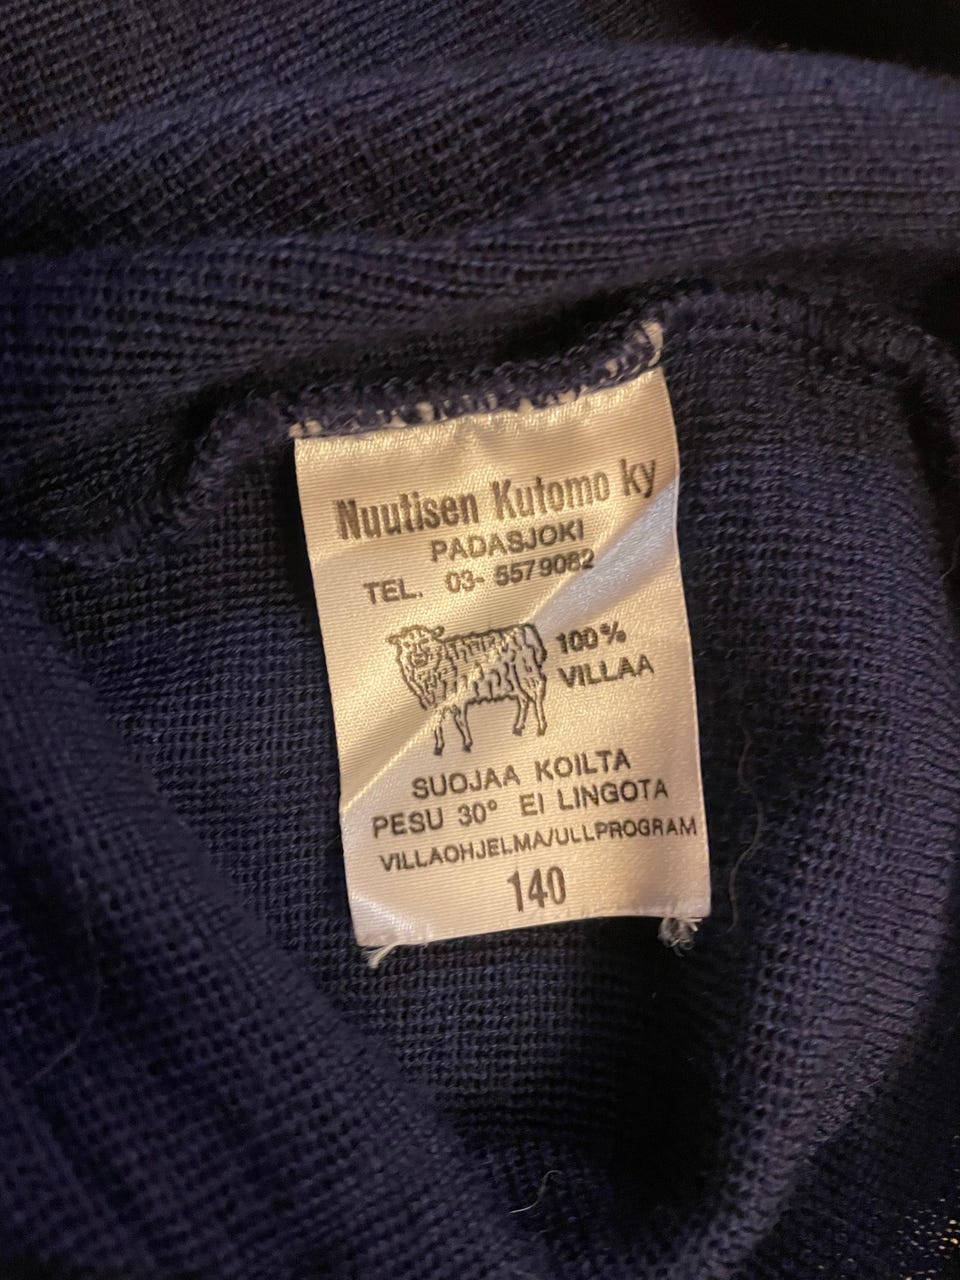 Nuutisen Kutomo ky
PADASJOKI
TEL. 03- 5579082
100%
VILLAA
SUOJAA KOILTA
PESU 30° EI LINGOTA
VILLAOHJELMA/ULLPROGRAM
140